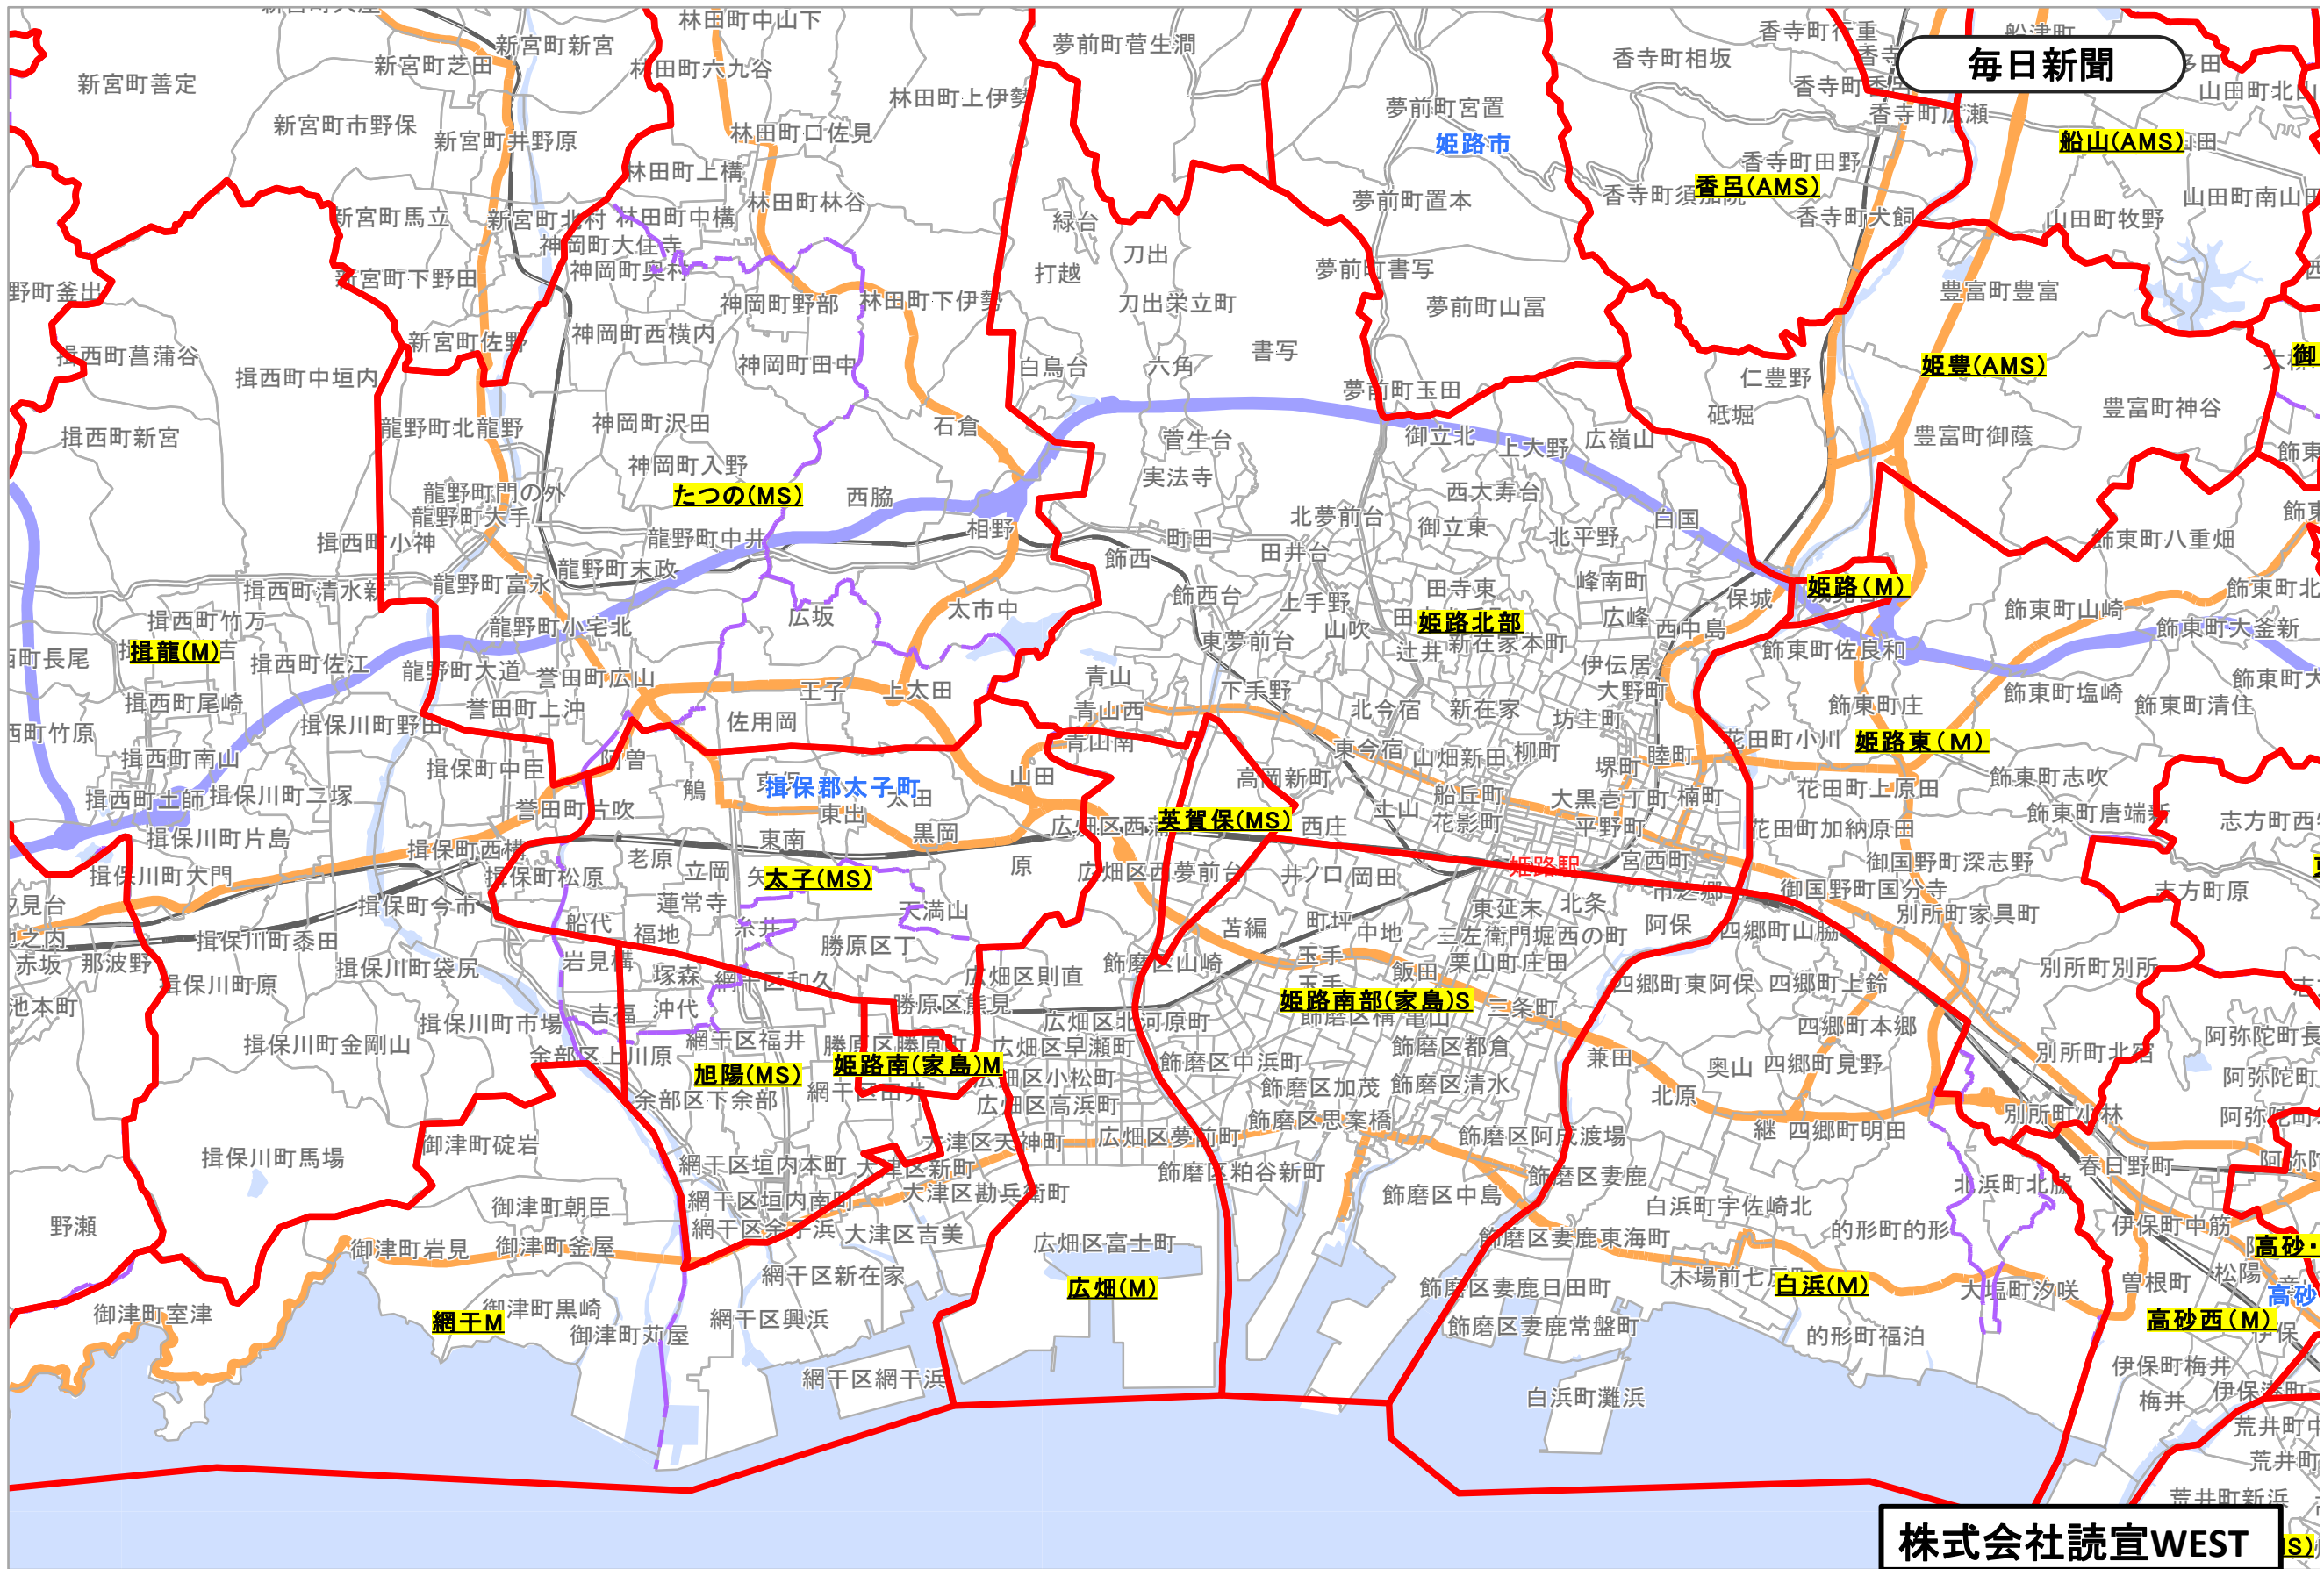 毎日新聞
林田町中山下
新宮町新宮
夢前町菅生澗
香寺町相坂
新宮町芝田
林田町六九谷
新宮町善定
林田町上伊勢
夢前町宮置
山田町北山
新宮町市野保
新宮町井野原
林田町口佐見
姫路市
香寺町広瀬
船山(AMS)
林田町上構
香寺町田野
香呂(AMS)
林田町林谷
夢前町置本
山田町南山田
新宮町馬立
新宮町北村
林田町中構
緑台
香寺町犬飼
山田町牧野
神岡町大住寺
刀出
神岡町奥村
打越
夢前町書写
新宮町下野田
豊富町豊富
神岡町野部
林田町下伊勢
刀出栄立町
夢前町山冨
神岡町西横内
新宮町佐野
書写
揖西町菖蒲谷
神岡町田中
白鳥台
六角
姫豊(AMS)
揖西町中垣内
夢前町玉田
仁豊野
砥堀
豊富町神谷
龍野町北龍野
神岡町沢田
石倉
揖西町新宮
菅生台
御立北
上大野
広嶺山
豊富町御蔭
神岡町入野
実法寺
龍野町門の外
たつの(MS)
西脇
西大寿台
龍野町大手
相野
北夢前台
御立東
白国
揖西町小神
龍野町中井
町田
北平野
飾東町八重畑
飾西
田井台
龍野町末政
龍野町富永
揖西町清水新
飾西台
上手野
田寺東
峰南町
姫路(M)
保城
飾東町北
太市中
広坂
広峰
飾東町山崎
揖西町竹方
龍野町小宅北
山吹
姫路北部
西中島
飾東町大釜新
揖龍(M)
東夢前台
辻井
新在家本町
飾東町佐良和
揖西町佐江
龍野町大道
誉田町広山
青山
伊伝居
王子
上太田
下手野
大野町
飾東町塩崎
揖西町尾崎
誉田町上沖
佐用岡
青山西
北今宿
新在家
坊主町
飾東町庄
飾東町清住
揖保川町野田
青山南
東今宿
花田町小川
姫路東(M)
揖西町南山
阿曽
揖保町中臣
山畑新田
柳町
睦町
鵤
揖保郡太子町
山田
高岡新町
堺町
飾東町志吹
揖西町土師
揖保川町二塚
誉田町片吹
太田
東出
船丘町
大黒壱丁町
楠町
花田町上原田
飾東町唐端新
英賀保(MS)
土山
花影町
平野町
花田町加納原田
西庄
揖保川町片島
東南
黒岡
揖保町西構
老原
原
姫路駅
宮西町
御国野町深志野
揖保川町大門
揖保町松原
立岡
太子(MS)
広畑区西夢前台
井ノ口
岡田
御国野町国分寺
志方町原
揖保町今市
蓮常寺
天満山
東延末
北条
市之郷
別所町家具町
船代
福地
糸井
苫編
町坪
中地
阿保
四郷町山脇
揖保川町黍田
勝原区丁
三左衛門堀西の町
赤坂
那波野
岩見構
揖保川町袋尻
塚森
網干区和久
広畑区則直
飾磨区山崎
玉手
飯田
栗山町
庄田
別所町別所
揖保川町原
四郷町東阿保
四郷町上鈴
池本町
吉福
沖代
勝原区熊見
姫路南部(家島)S
三条町
揖保川町市場
広畑区北河原町
飾磨区構
亀山
四郷町本郷
揖保川町金剛山
余部区上川原
網干区福井
勝原区勝原町
広畑区早瀬町
飾磨区中浜町
飾磨区都倉
兼田
別所町北宿
旭陽(MS)
姫路南(家島)M
奥山
四郷町見野
広畑区小松町
飾磨区加茂
飾磨区清水
余部区下余部
網干区田井
広畑区高浜町
北原
飾磨区思案橋
別所町小林
御津町碇岩
大津区天神町
広畑区夢前町
飾磨区阿成渡場
継
四郷町明田
揖保川町馬場
網干区垣内本町
大津区新町
飾磨区粕谷新町
飾磨区妻鹿
春日野町
北浜町北脇
御津町朝臣
網干区垣内南町
大津区勘兵衛町
飾磨区中島
白浜町宇佐崎北
野瀬
網干区余子浜
大津区吉美
的形町的形
伊保町中筋
御津町岩見
御津町釜屋
広畑区富士町
飾磨区妻鹿東海町
網干区新在家
広畑(M)
飾磨区妻鹿日田町
白浜(M)
松陽
曽根町
大塩町汐咲
御津町室津
御津町黒崎
網干M
網干区興浜
飾磨区妻鹿常盤町
的形町福泊
高砂西(M)
御津町苅屋
網干区網干浜
白浜町灘浜
伊保町梅井
梅井
荒井町新浜
株式会社読宣WEST